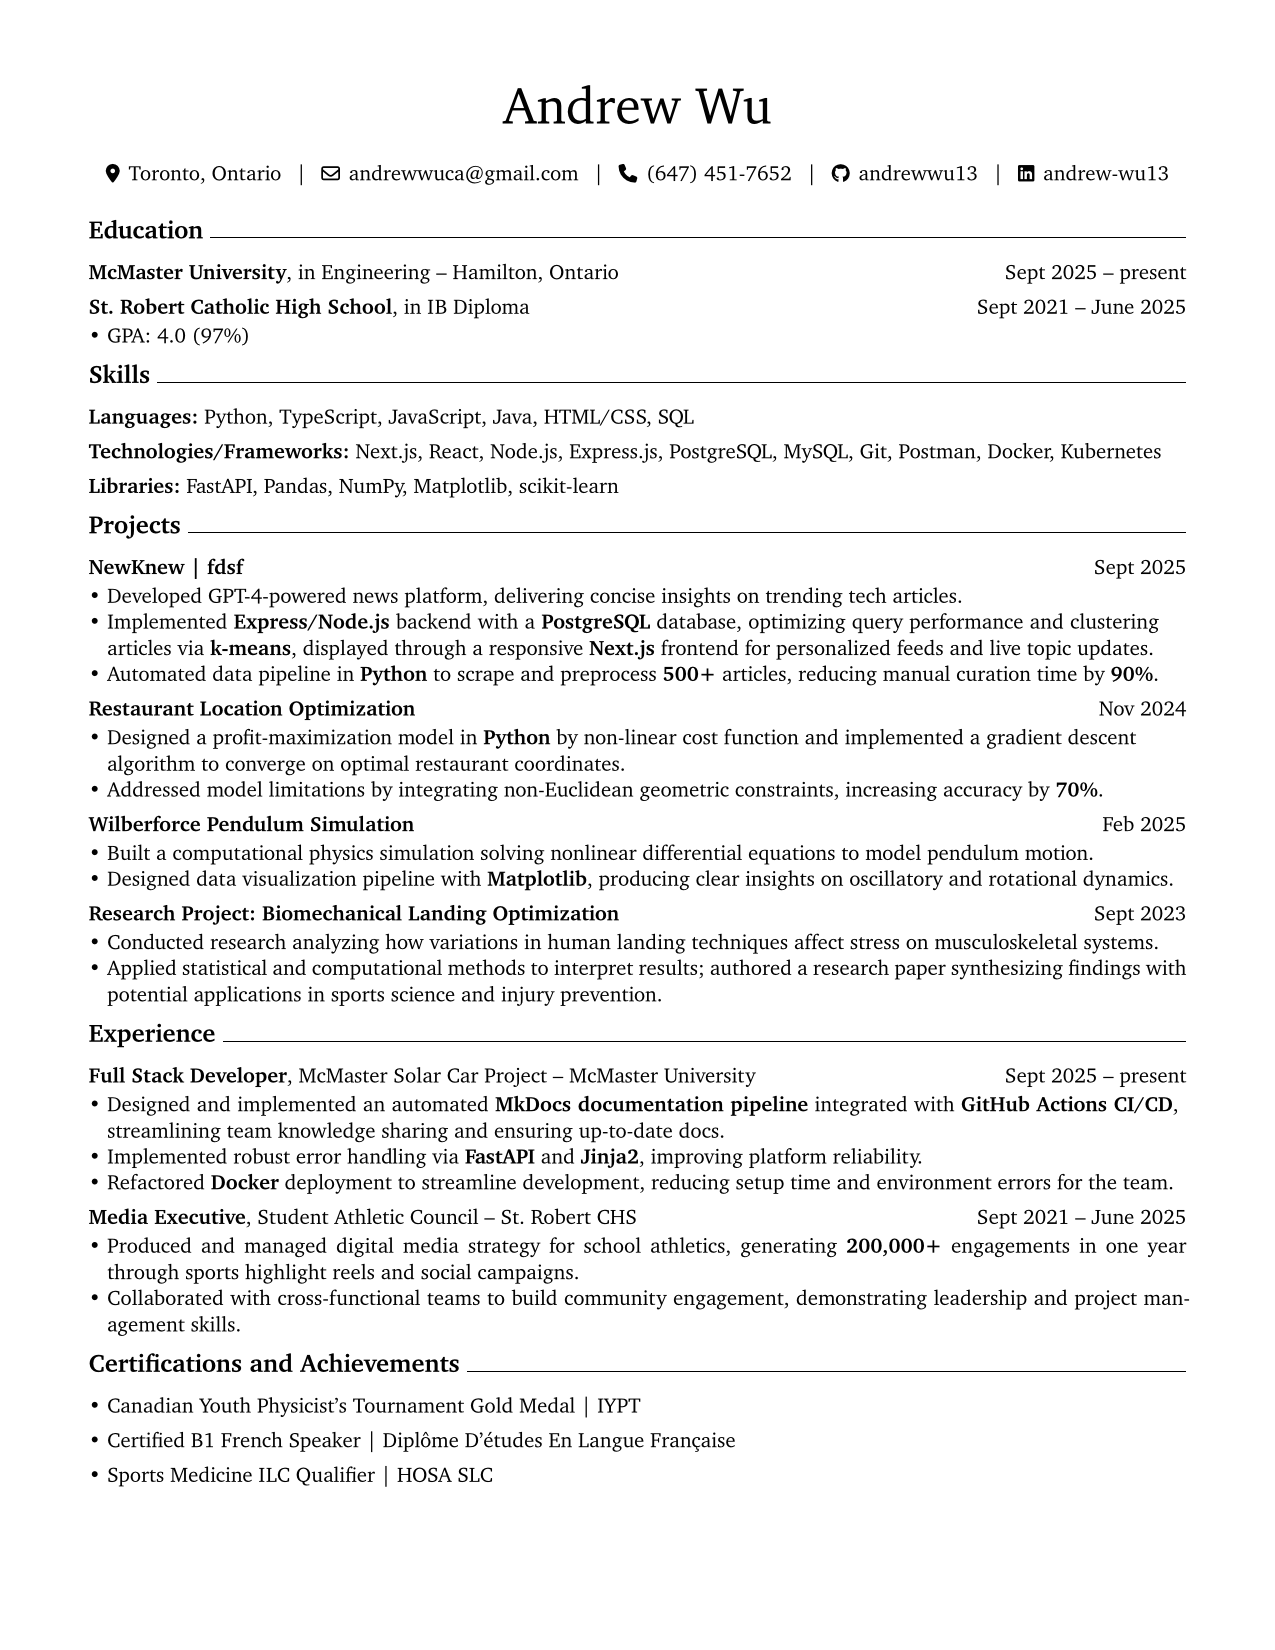 Andrew Wu
Toronto, Ontario | andrewwuca@gmail.com | (647) 451-7652 | andrewwu13 | andrew-wu13
Education
McMaster University, in Engineering – Hamilton, Ontario Sept 2025 – present
St. Robert Catholic High School, in IB Diploma Sept 2021 – June 2025
• GPA: 4.0 (97%)
Skills
Languages: Python, TypeScript, JavaScript, Java, HTML/CSS, SQL
Technologies/Frameworks: Next.js, React, Node.js, Express.js, PostgreSQL, MySQL, Git, Postman, Docker, Kubernetes
Libraries: FastAPI, Pandas, NumPy, Matplotlib, scikit-learn
Projects
NewKnew | fdsf Sept 2025
• Developed GPT-4-powered news platform, delivering concise insights on trending tech articles.
• Implemented Express/Node.js backend with a PostgreSQL database, optimizing query performance and clustering
articles via k-means, displayed through a responsive Next.js frontend for personalized feeds and live topic updates.
• Automated data pipeline in Python to scrape and preprocess 500+ articles, reducing manual curation time by 90%.
Restaurant Location Optimization Nov 2024
• Designed a profit-maximization model in Python by non-linear cost function and implemented a gradient descent
algorithm to converge on optimal restaurant coordinates.
• Addressed model limitations by integrating non-Euclidean geometric constraints, increasing accuracy by 70%.
Wilberforce Pendulum Simulation Feb 2025
• Built a computational physics simulation solving nonlinear differential equations to model pendulum motion.
• Designed data visualization pipeline with Matplotlib, producing clear insights on oscillatory and rotational dynamics.
Research Project: Biomechanical Landing Optimization Sept 2023
• Conducted research analyzing how variations in human landing techniques affect stress on musculoskeletal systems.
• Applied statistical and computational methods to interpret results; authored a research paper synthesizing findings with
potential applications in sports science and injury prevention.
Experience
Full Stack Developer, McMaster Solar Car Project – McMaster University Sept 2025 – present
• Designed and implemented an automated MkDocs documentation pipeline integrated with GitHub Actions CI/CD,
streamlining team knowledge sharing and ensuring up-to-date docs.
• Implemented robust error handling via FastAPI and Jinja2, improving platform reliability.
• Refactored Docker deployment to streamline development, reducing setup time and environment errors for the team.
Media Executive, Student Athletic Council – St. Robert CHS Sept 2021 – June 2025
• Produced and managed digital media strategy for school athletics, generating 200,000+ engagements in one year
through sports highlight reels and social campaigns.
• Collaborated with cross-functional teams to build community engagement, demonstrating leadership and project man-
agement skills.
Certifications and Achievements
• Canadian Youth Physicist’s Tournament Gold Medal | IYPT
• Certified B1 French Speaker | Diplôme D’études En Langue Française
• Sports Medicine ILC Qualifier | HOSA SLC